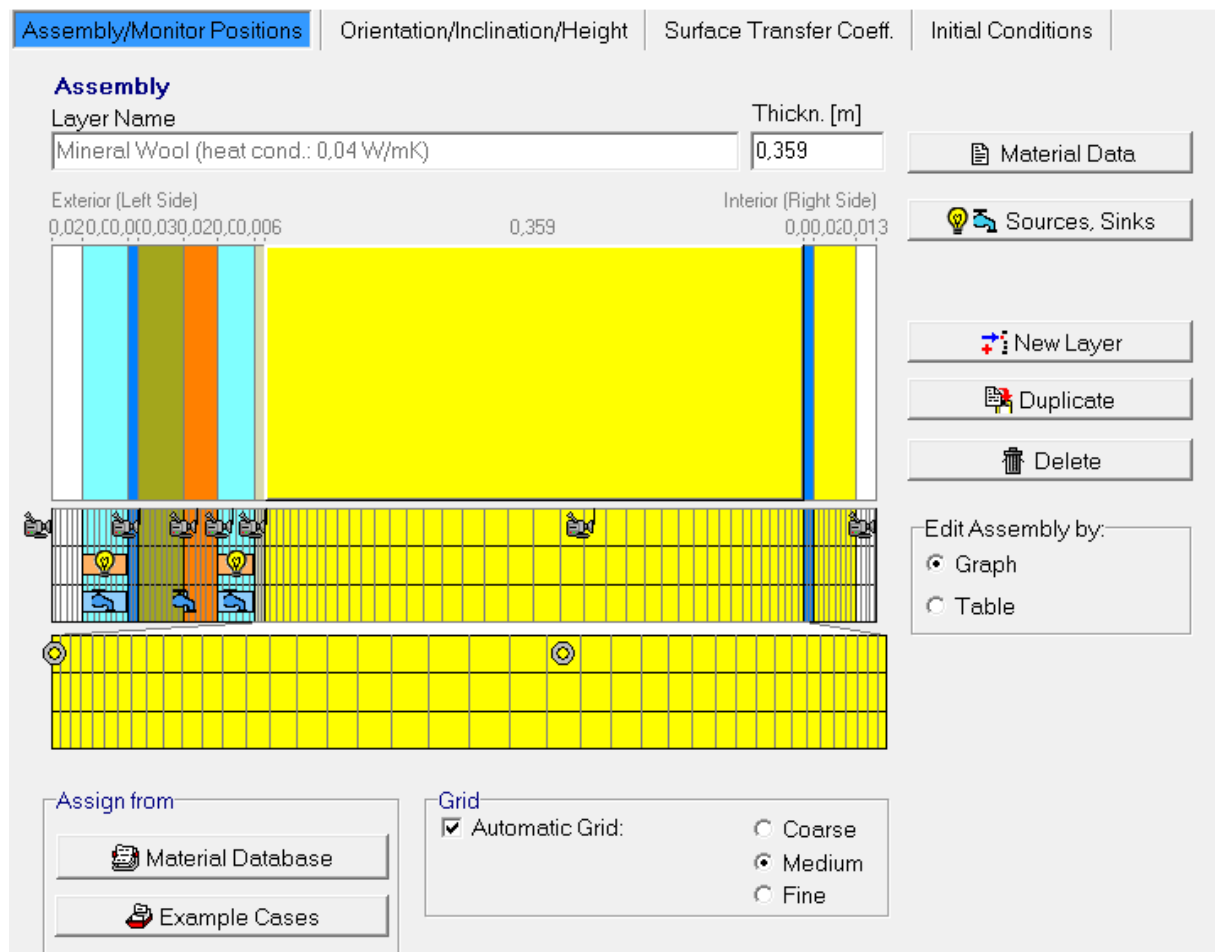 Assembly/Monitor Positions Orientation/Inclination/Height Surface Transfer Coeff. Initial Conditions
Assembly
Layer Name Thickn. [m]
Mineral Wool (heat cond.: 0,04 W/mK) 0,359
Material Data
Exterior (Left Side) Interior (Right Side)
0,359
Sources, Sinks
New Layer
Duplicate
Delete
Edit Assembly by:
Graph
Table
Assign from
Material Database
Example Cases
Grid
Automatic Grid: Coarse
Medium
Fine